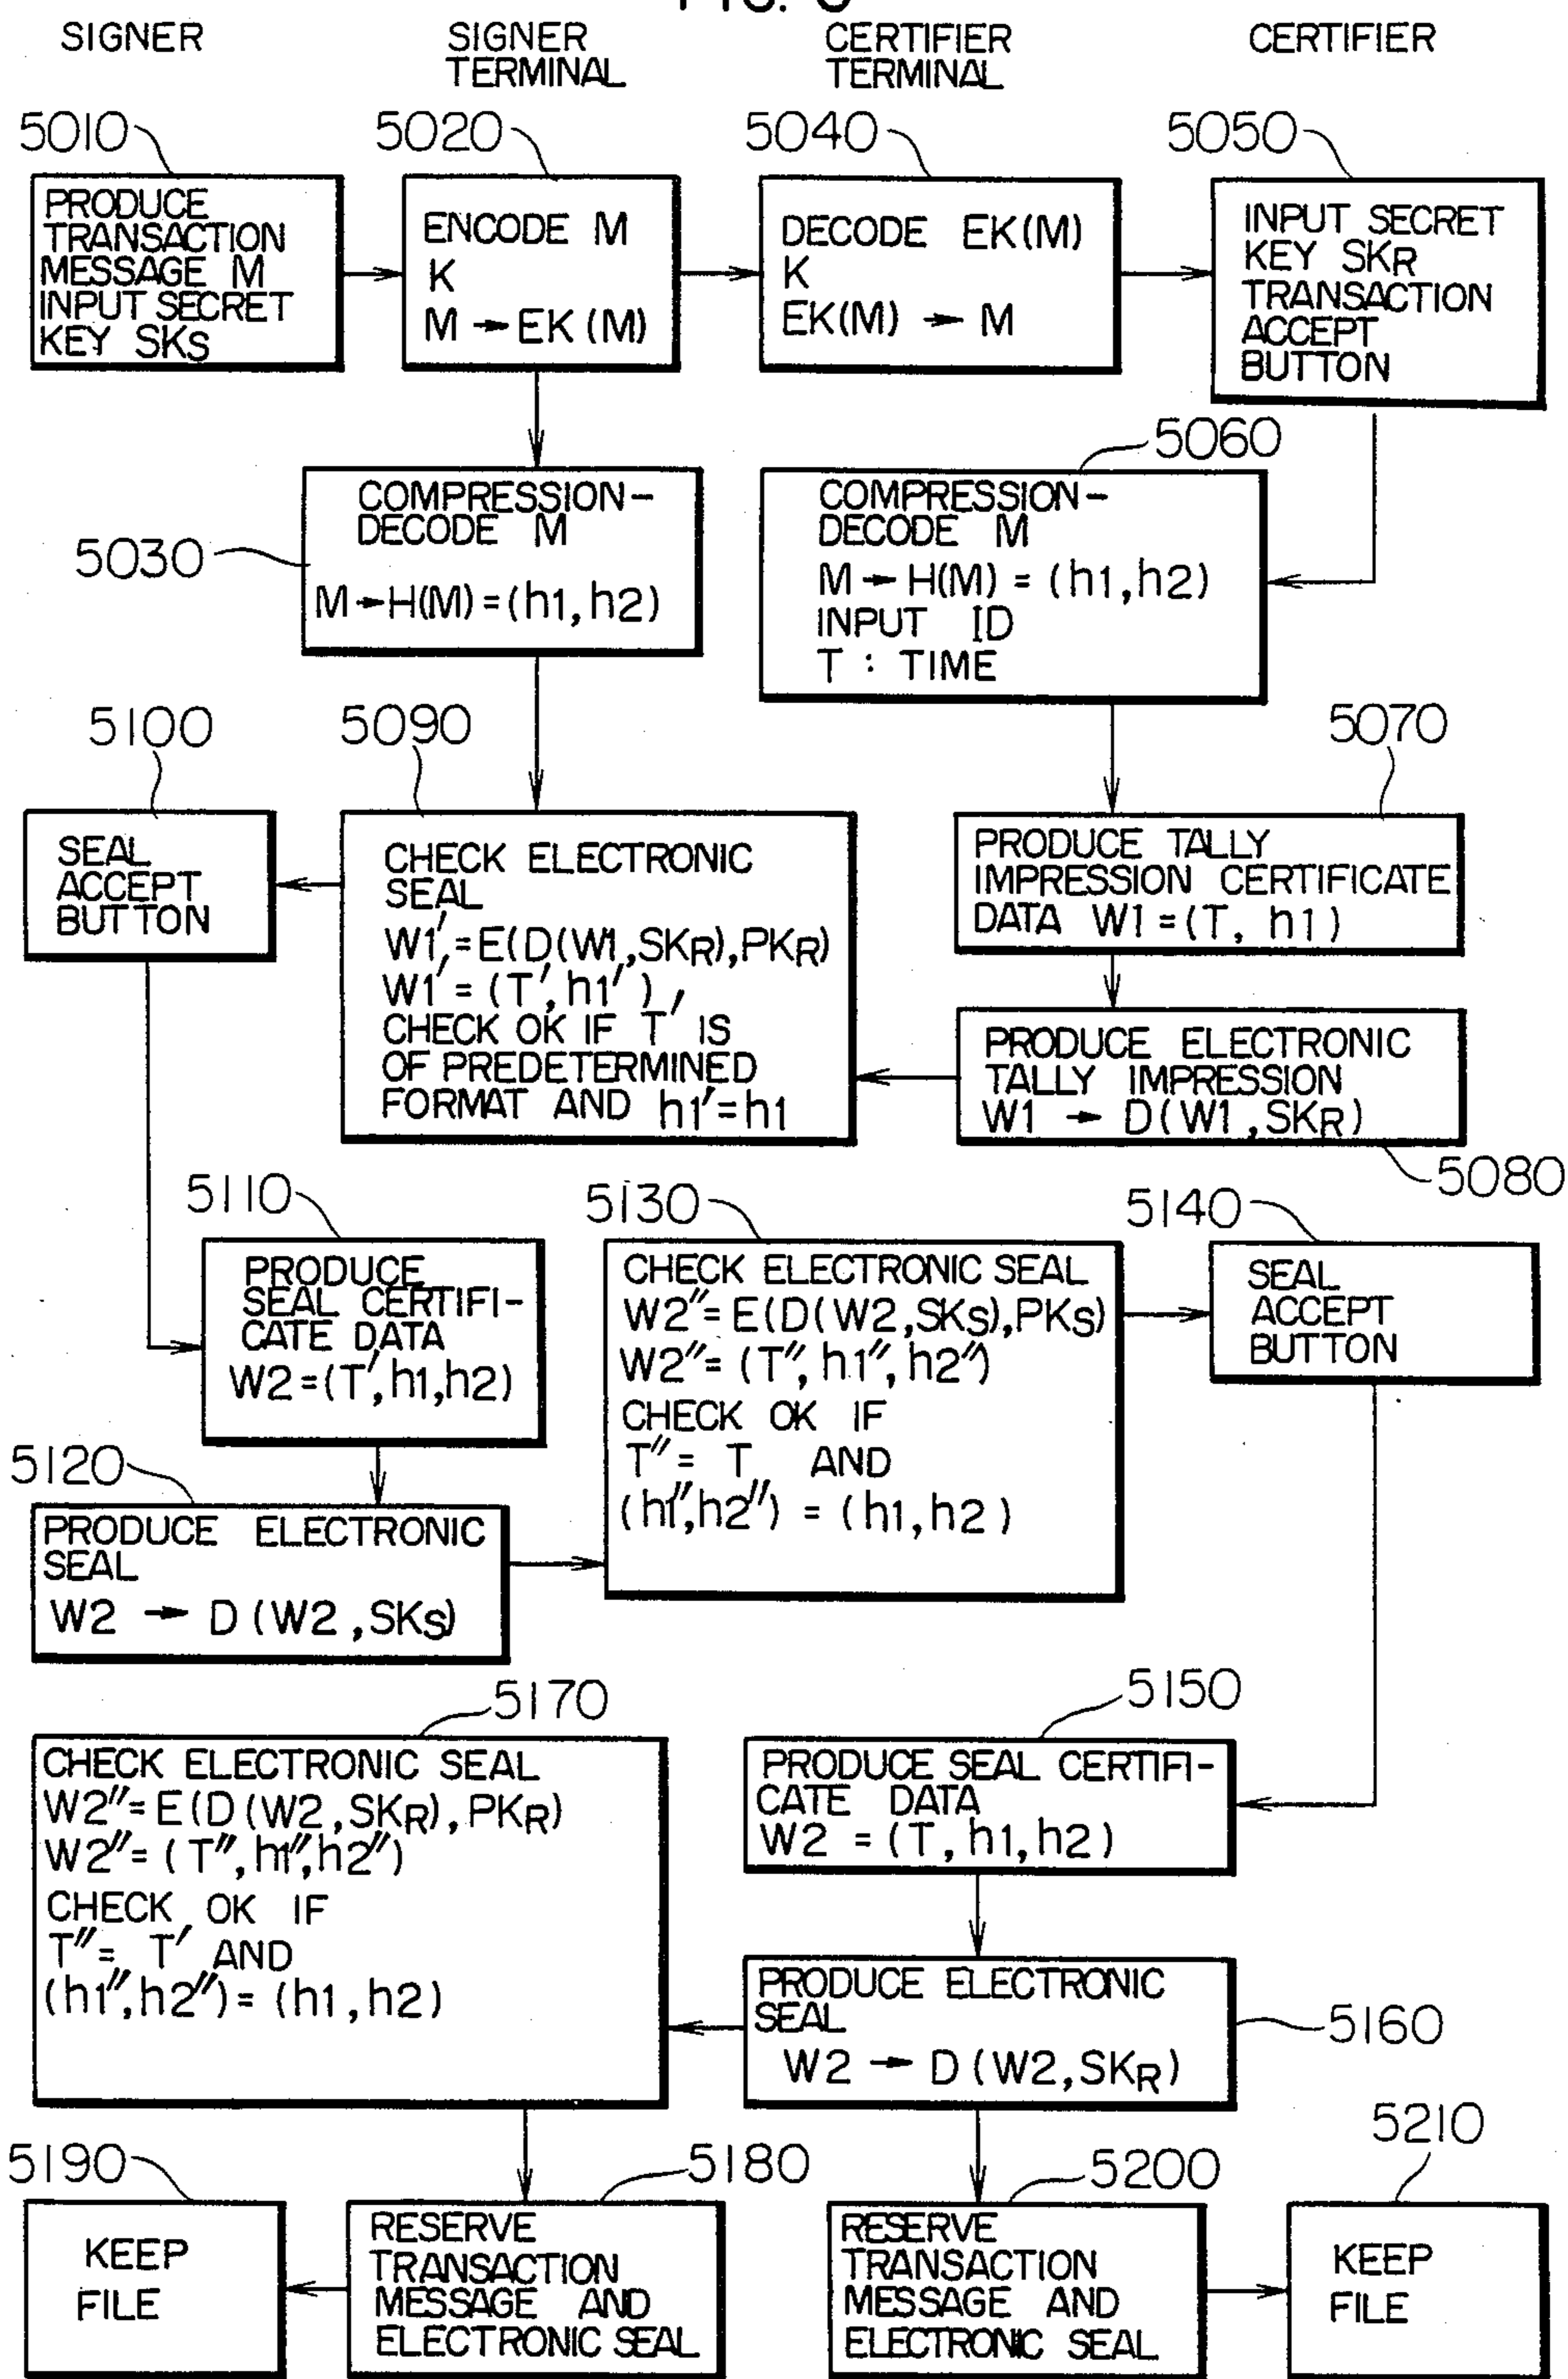 SIGNER
SIGNER
TERMINAL
CERTIFIER
TERMINAL
CERTIFIER
5010
5020
5040
5050
PRODUCE
TRANSACTION
MESSAGE M
INPUT SECRET
KEY SKS
ENCODE M
K
M → EK (M)
DECODE EK(M)
K
EK(M) → M
INPUT SECRET
KEY SKR
TRANSACTION
ACCEPT
BUTTON
5030
COMPRESSION-
DECODE M
M → H(M) = (h1, h2)
5060
COMPRESSION-
DECODE M
M → H(M) = (h1, h2)
INPUT ID
T : TIME
5100
5090
5070
SEAL
ACCEPT
BUTTON
CHECK ELECTRONIC
SEAL
W1' = E(D(W1, SKR), PKR)
W1' = (T', h1')
CHECK OK IF T' IS
OF PREDETERMINED
FORMAT AND h1' = h1
PRODUCE TALLY
IMPRESSION CERTIFICATE
DATA W1 = (T, h1)
PRODUCE ELECTRONIC
TALLY IMPRESSION
W1 → D(W1, SKR)
5080
5110
5130
5140
PRODUCE
SEAL CERTIFI-
CATE DATA
W2 = (T', h1, h2)
CHECK ELECTRONIC SEAL
W2'' = E(D(W2, SKS), PKS)
W2'' = (T'', h1'', h2'')
CHECK OK IF
T'' = T AND
(h1'', h2'') = (h1, h2)
SEAL
ACCEPT
BUTTON
5120
PRODUCE ELECTRONIC
SEAL
W2 → D (W2, SKS)
5170
5150
CHECK ELECTRONIC SEAL
W2'' = E(D (W2, SKR), PKR)
W2'' = (T'', h1'', h2'')
CHECK OK IF
T'' = T' AND
(h1'', h2'') = (h1, h2)
PRODUCE SEAL CERTIFI-
CATE DATA
W2 = (T, h1, h2)
PRODUCE ELECTRONIC
SEAL
W2 → D (W2, SKR)
5160
5190
5180
5200
5210
KEEP
FILE
RESERVE
TRANSACTION
MESSAGE AND
ELECTRONIC SEAL
RESERVE
TRANSACTION
MESSAGE AND
ELECTRONIC SEAL
KEEP
FILE